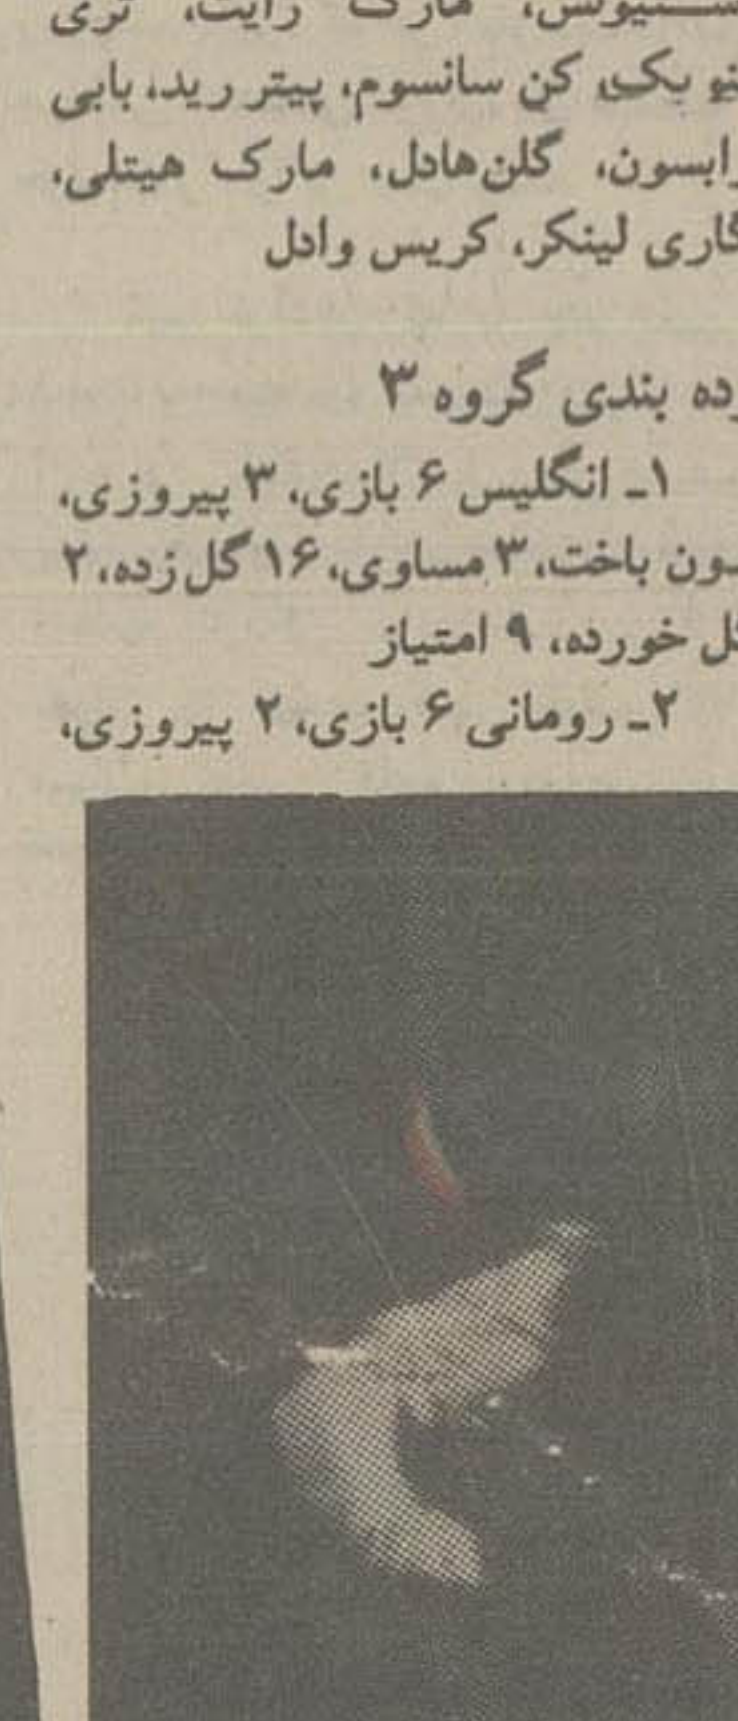 مارک رایت، تری
بک، کن سانسوم، پیتر رید، بابی
رابسون، گلن‌هادل، مارک هیتلی،
گاری لینکر، کریس وادل
رده بندی گروه ۳
۱ـ انگلیس ۶ بازی، ۳ پیروزی،
بدون باخت، ۳ مساوی، ۱۶ گل زده، ۲
گل خورده، ۹ امتیاز
۲ـ رومانی ۶ بازی، ۲ پیروزی،